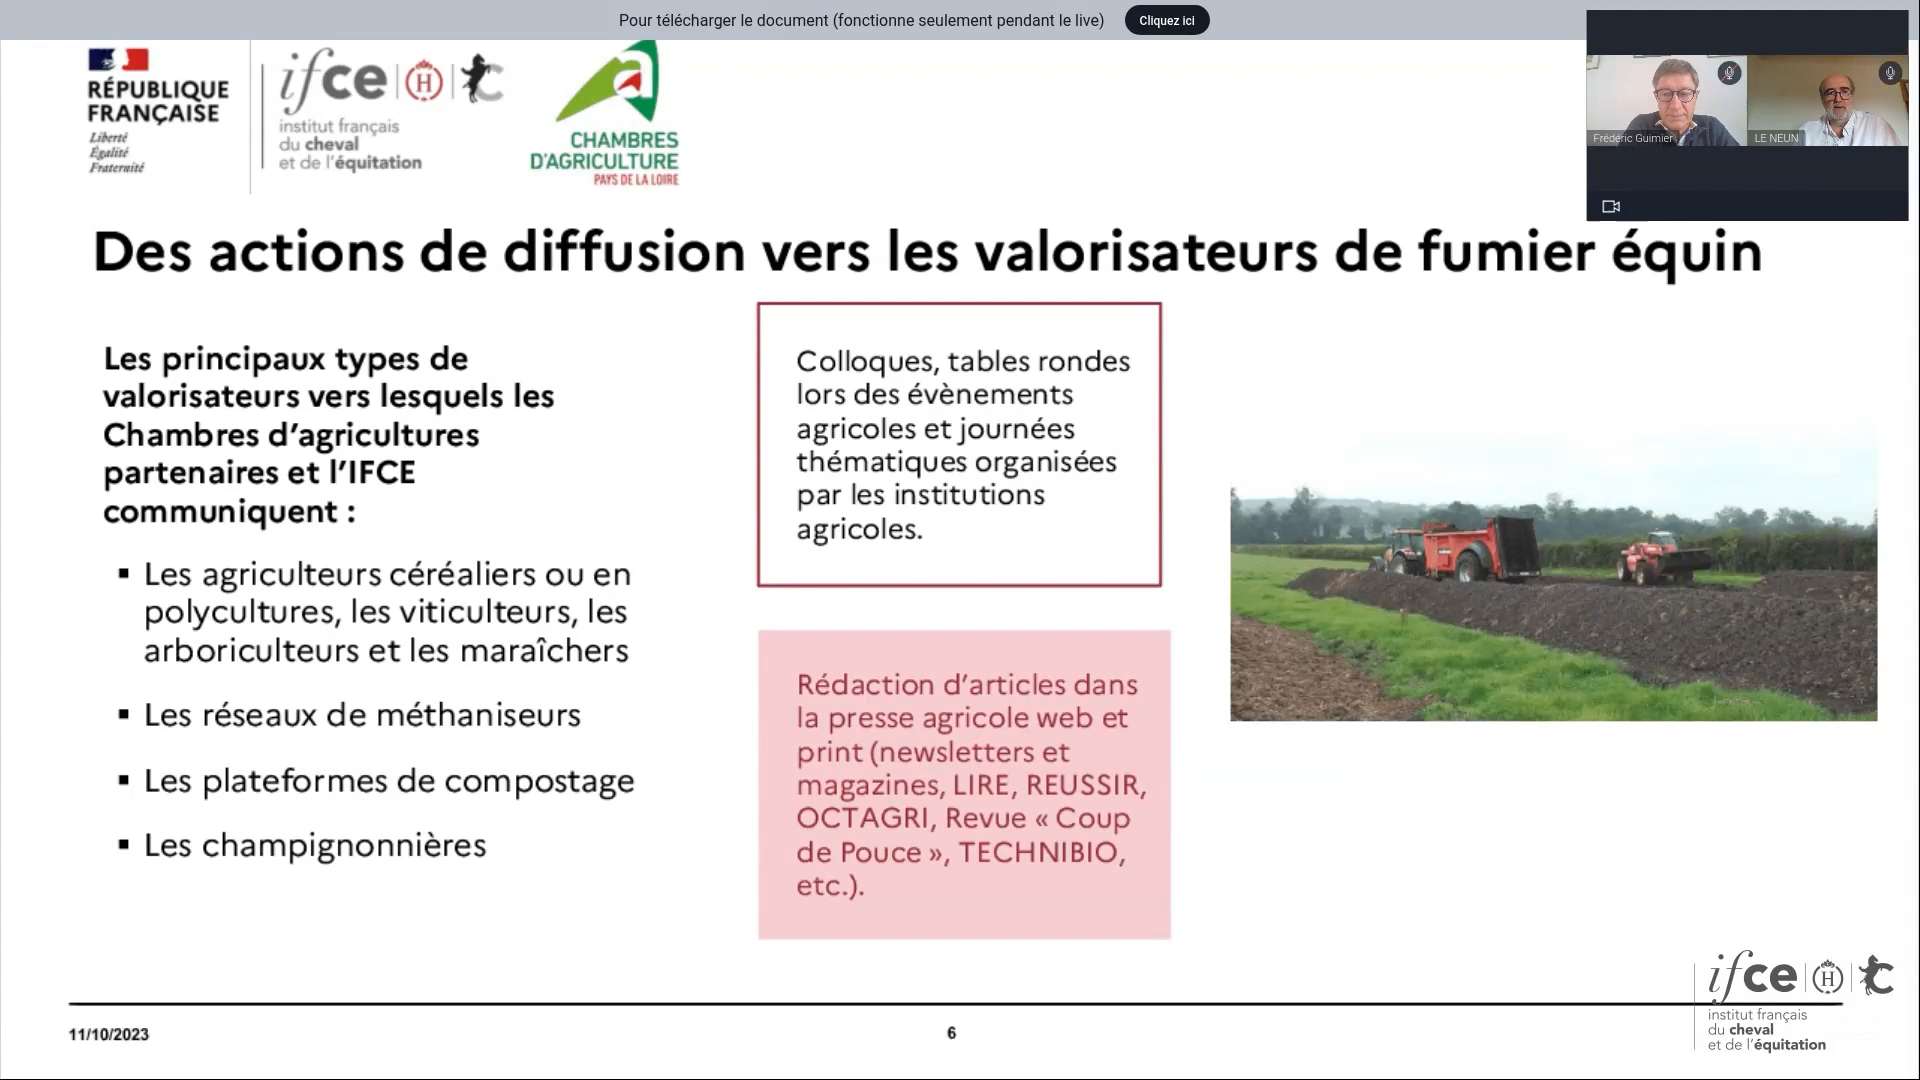 Pour télécharger le document (fonctionne seulement pendant le live)
Cliquez ici
RÉPUBLIQUE
FRANÇAISE
Liberté
Égalité
Fraternité
ifce | H |
institut français
du cheval
et de l'équitation
a
CHAMBRES
D'AGRICULTURE
PAYS DE LA LOIRE
Frédéric Guimier
LE NEUN
Des actions de diffusion vers les valorisateurs de fumier équin
Les principaux types de
valorisateurs vers lesquels les
Chambres d’agricultures
partenaires et l’IFCE
communiquent :
▪ Les agriculteurs céréaliers ou en
polycultures, les viticulteurs, les
arboriculteurs et les maraîchers
▪ Les réseaux de méthaniseurs
▪ Les plateformes de compostage
▪ Les champignonnières
Colloques, tables rondes
lors des évènements
agricoles et journées
thématiques organisées
par les institutions
agricoles.
Rédaction d’articles dans
la presse agricole web et
print (newsletters et
magazines, LIRE, REUSSIR,
OCTAGRI, Revue « Coup
de Pouce », TECHNIBIO,
etc.).
11/10/2023
6
ifce | H |
institut français
du cheval
et de l'équitation